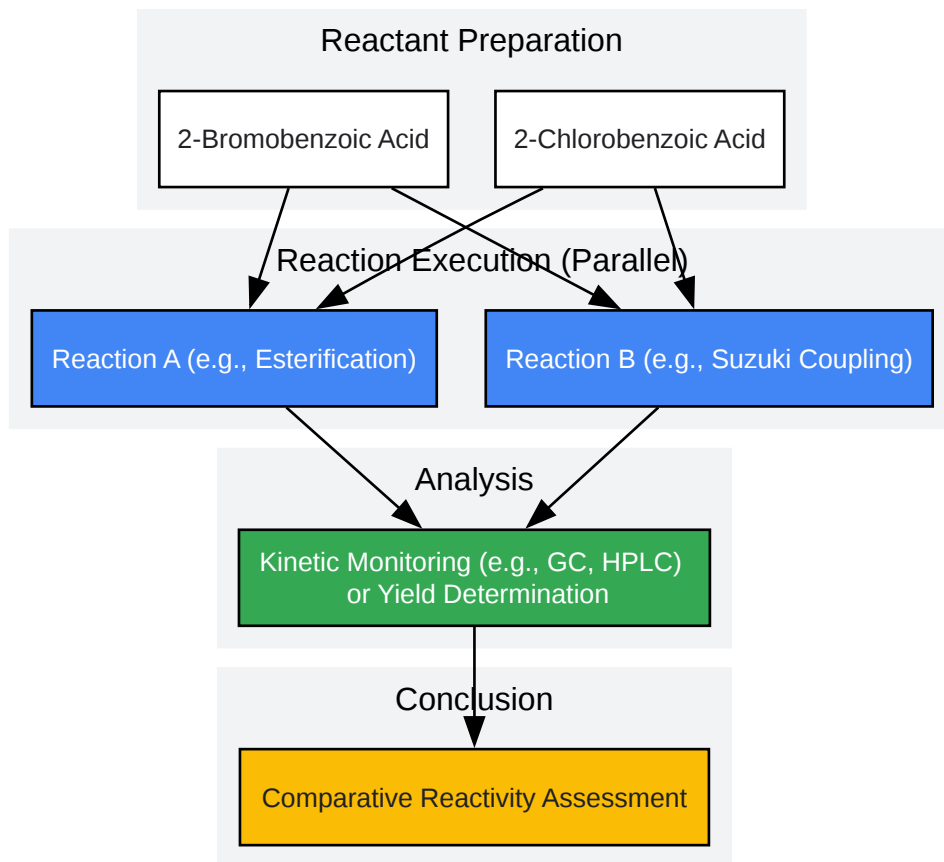 Reactant Preparation
2-Bromobenzoic Acid
2-Chlorobenzoic Acid
Reaction Execution (Parallel)
Reaction A (e.g., Esterification)
Reaction B (e.g., Suzuki Coupling)
Analysis
Kinetic Monitoring (e.g., GC, HPLC)
or Yield Determination
Conclusion
Comparative Reactivity Assessment